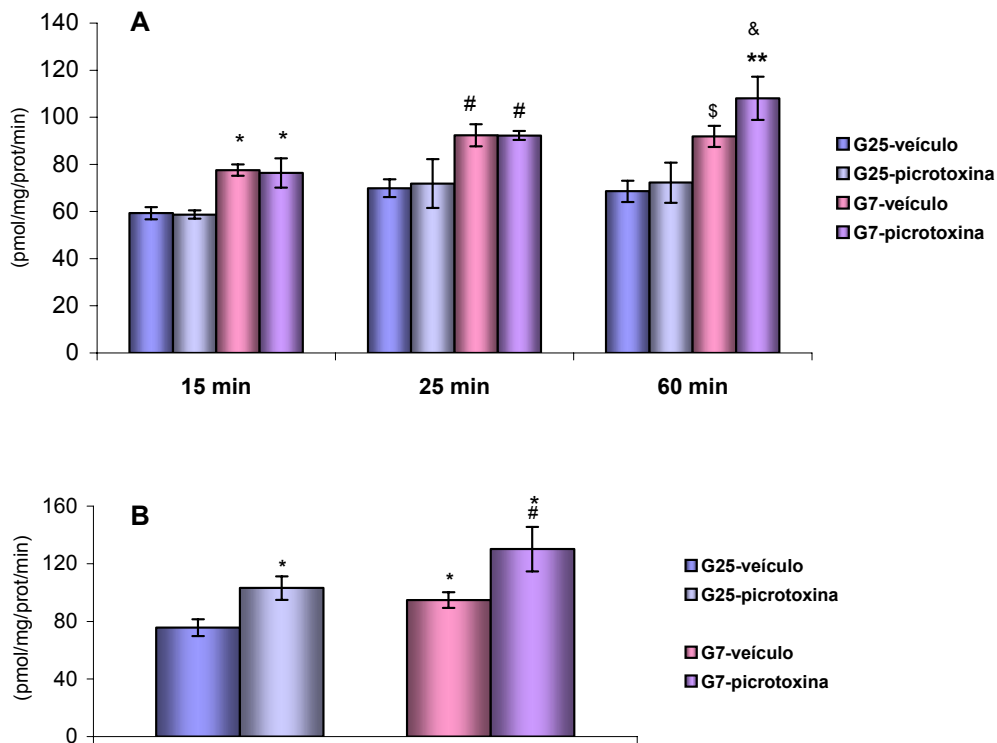 A
(pmol/mg/prot/min)
140
120
100
80
60
40
20
0
* *
# #
$
&
**
15 min 25 min 60 min
G25-veículo
G25-picrotoxina
G7-veículo
G7-picrotoxina
B
(pmol/mg/prot/min)
160
120
80
40
0
*
*
*
#
G25-veículo
G25-picrotoxina
G7-veículo
G7-picrotoxina